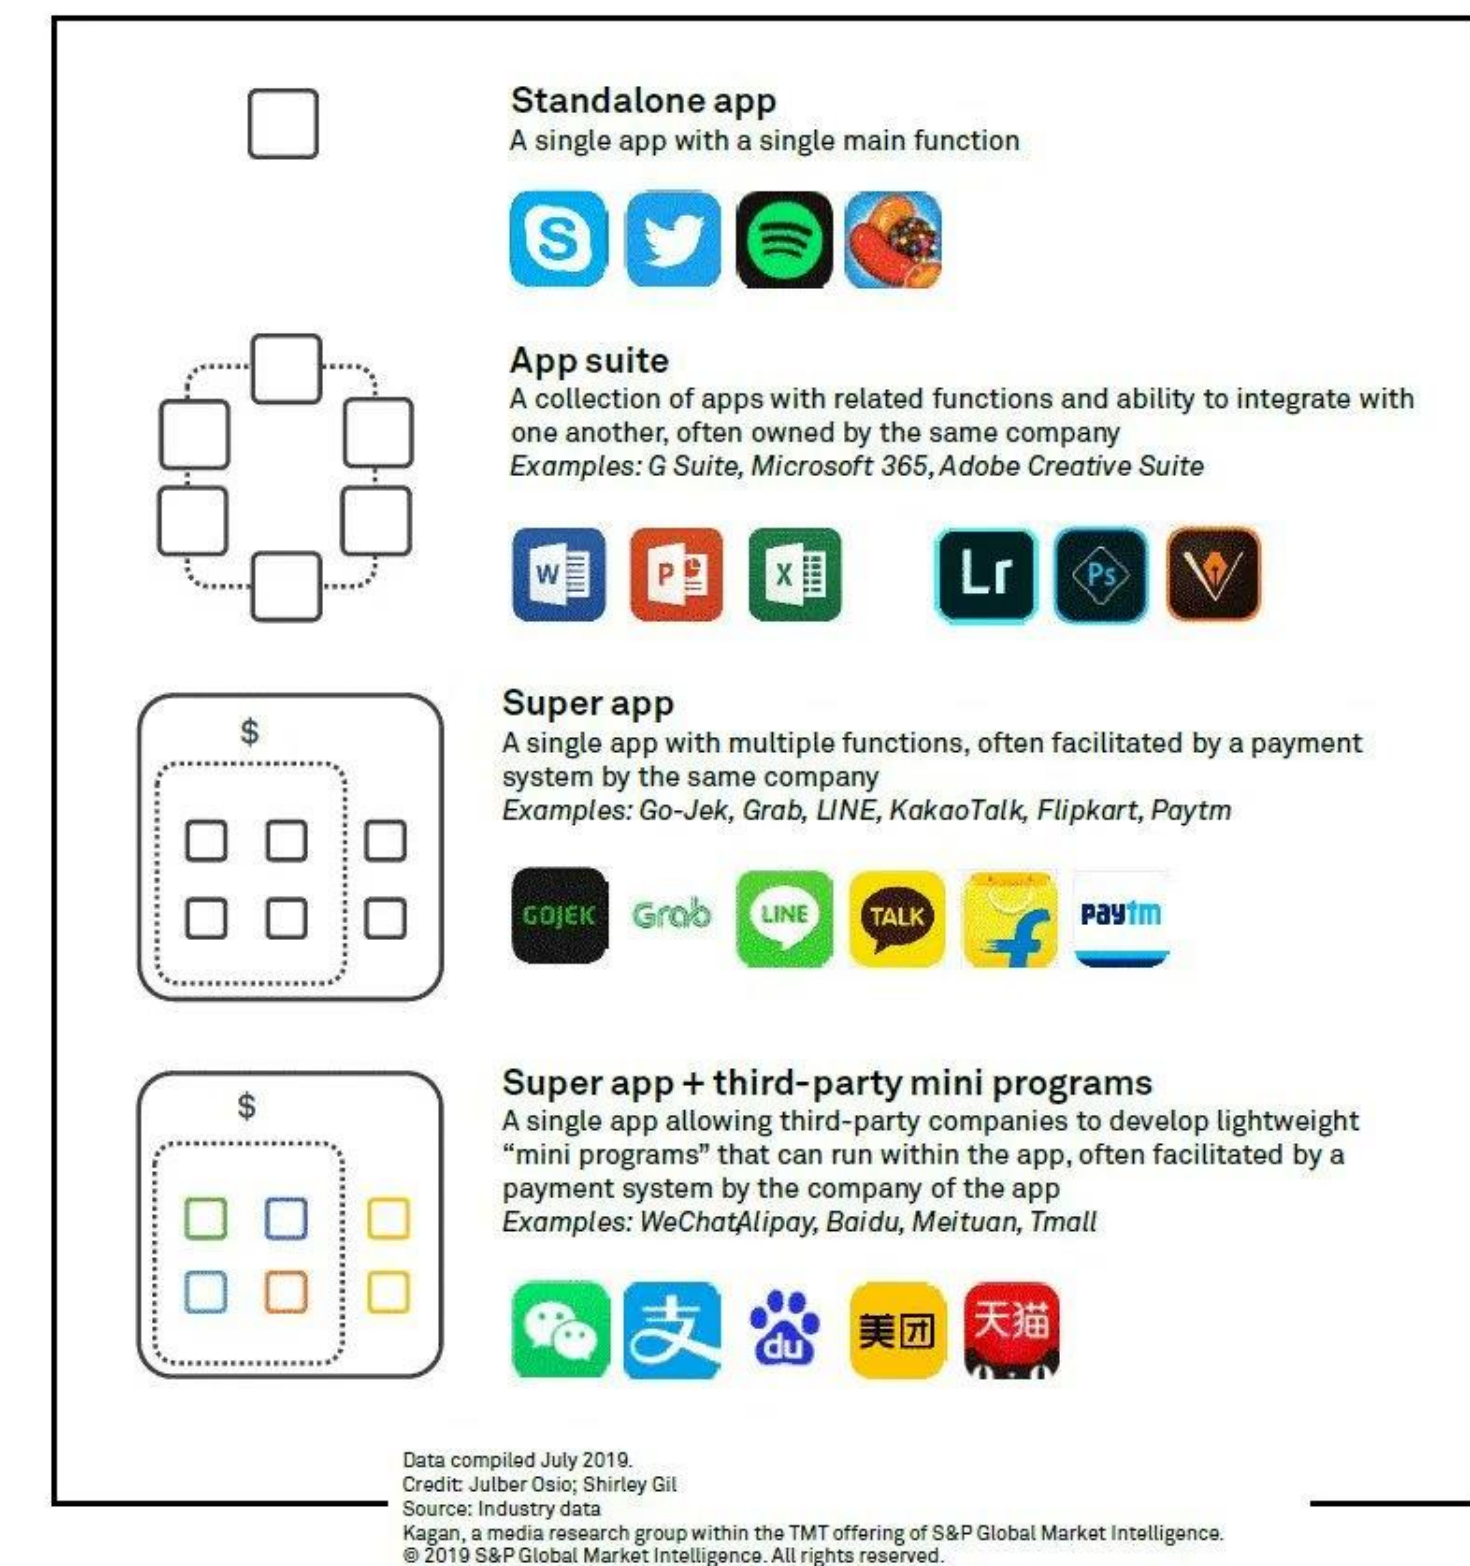 Standalone app
A single app with a single main function
S
App suite
A collection of apps with related functions and ability to integrate with
one another, often owned by the same company
Examples: G Suite, Microsoft 365, Adobe Creative Suite
W P X Lr Ps
$
Super app
A single app with multiple functions, often facilitated by a payment
system by the same company
Examples: Go-Jek, Grab, LINE, KakaoTalk, Flipkart, Paytm
GOJEK Grab LINE TALK f paytm
$
Super app + third-party mini programs
A single app allowing third-party companies to develop lightweight
“mini programs” that can run within the app, often facilitated by a
payment system by the company of the app
Examples: WeChatAlipay, Baidu, Meituan, Tmall
支 du 美团 天猫
Data compiled July 2019.
Credit: Julber Osio; Shirley Gil
Source: Industry data
Kagan, a media research group within the TMT offering of S&P Global Market Intelligence.
© 2019 S&P Global Market Intelligence. All rights reserved.